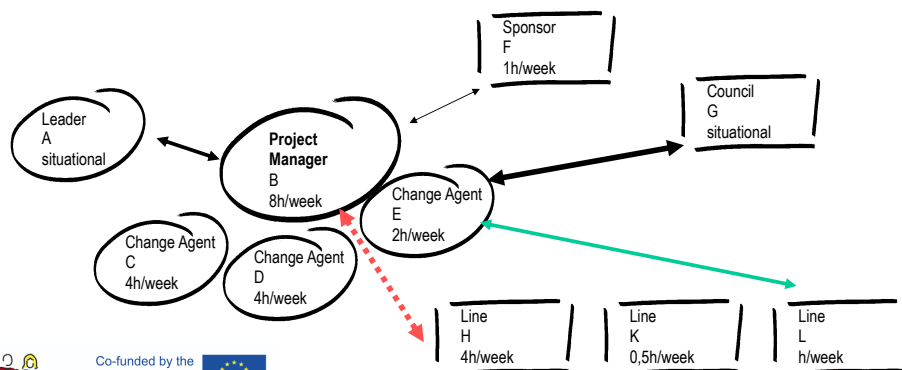 Sponsor
F
1h/week
Leader
A
situational
Project
Manager
B
8h/week
Council
G
situational
Change Agent
E
2h/week
Change Agent
C
4h/week
Change Agent
D
4h/week
Line
H
4h/week
Line
K
0,5h/week
Line
L
h/week
Co-funded by the